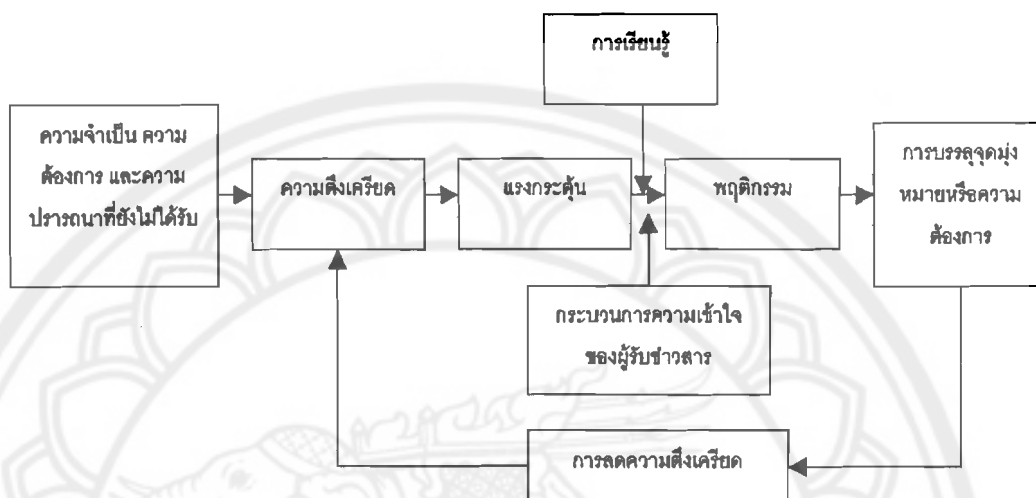 การเรียนรู้
ความจำเป็น ความ
ต้องการ และความ
ปรารถนาที่ยังไม่ได้รับ
ความตึงเครียด
แรงกระตุ้น
พฤติกรรม
การบรรลุจุดมุ่ง
หมายหรือความ
ต้องการ
กระบวนการความเข้าใจ
ของผู้รับข่าวสาร
การลดความตึงเครียด